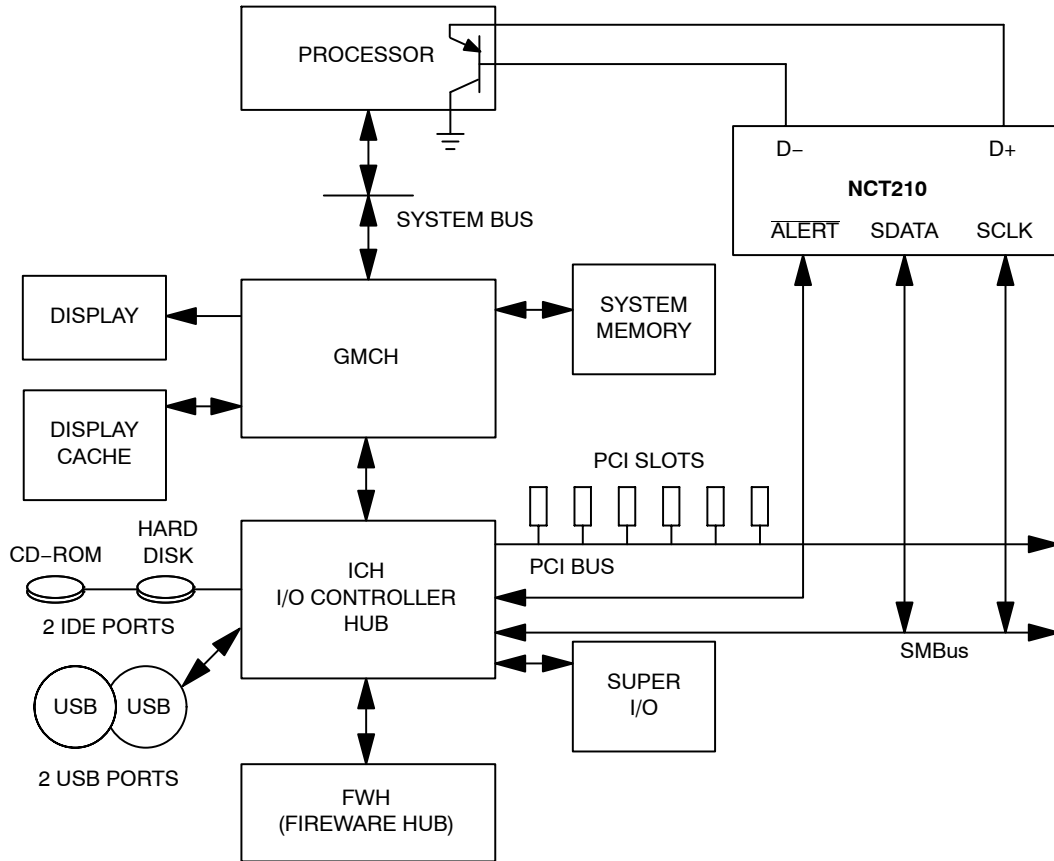 PROCESSOR
D−
D+
NCT210
ALERT
SDATA
SCLK
SYSTEM BUS
DISPLAY
GMCH
SYSTEM
MEMORY
DISPLAY
CACHE
PCI SLOTS
HARD
DISK
CD−ROM
ICH
I/O CONTROLLER
HUB
PCI BUS
2 IDE PORTS
SMBus
USB
USB
SUPER
I/O
2 USB PORTS
FWH
(FIREWARE HUB)